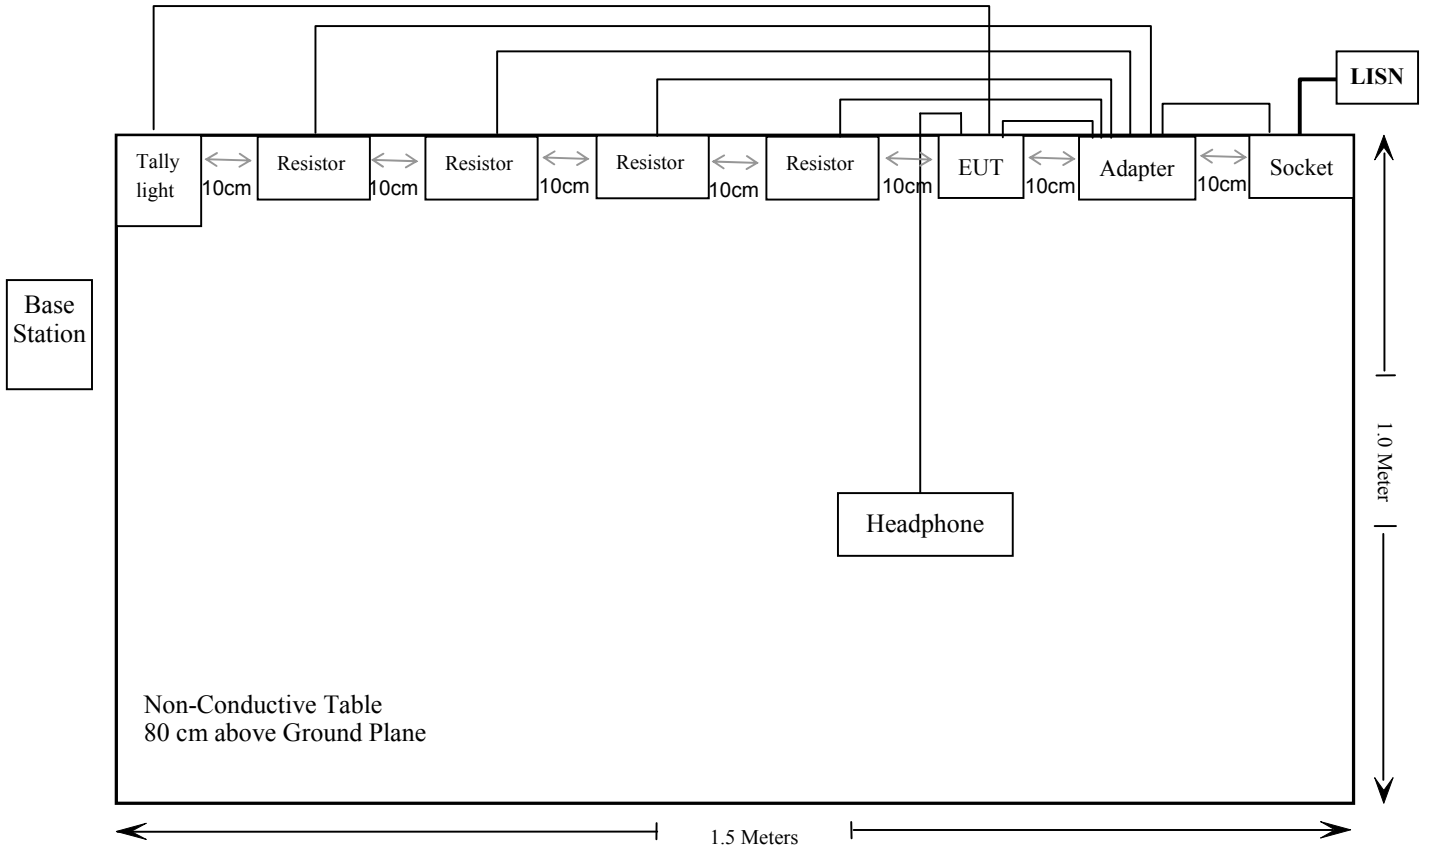 LISN
Tally
light
10cm
Resistor
10cm
Resistor
10cm
Resistor
10cm
Resistor
10cm
EUT
10cm
Adapter
10cm
Socket
Base
Station
1.0 Meter
Headphone
Non-Conductive Table
80 cm above Ground Plane
1.5 Meters